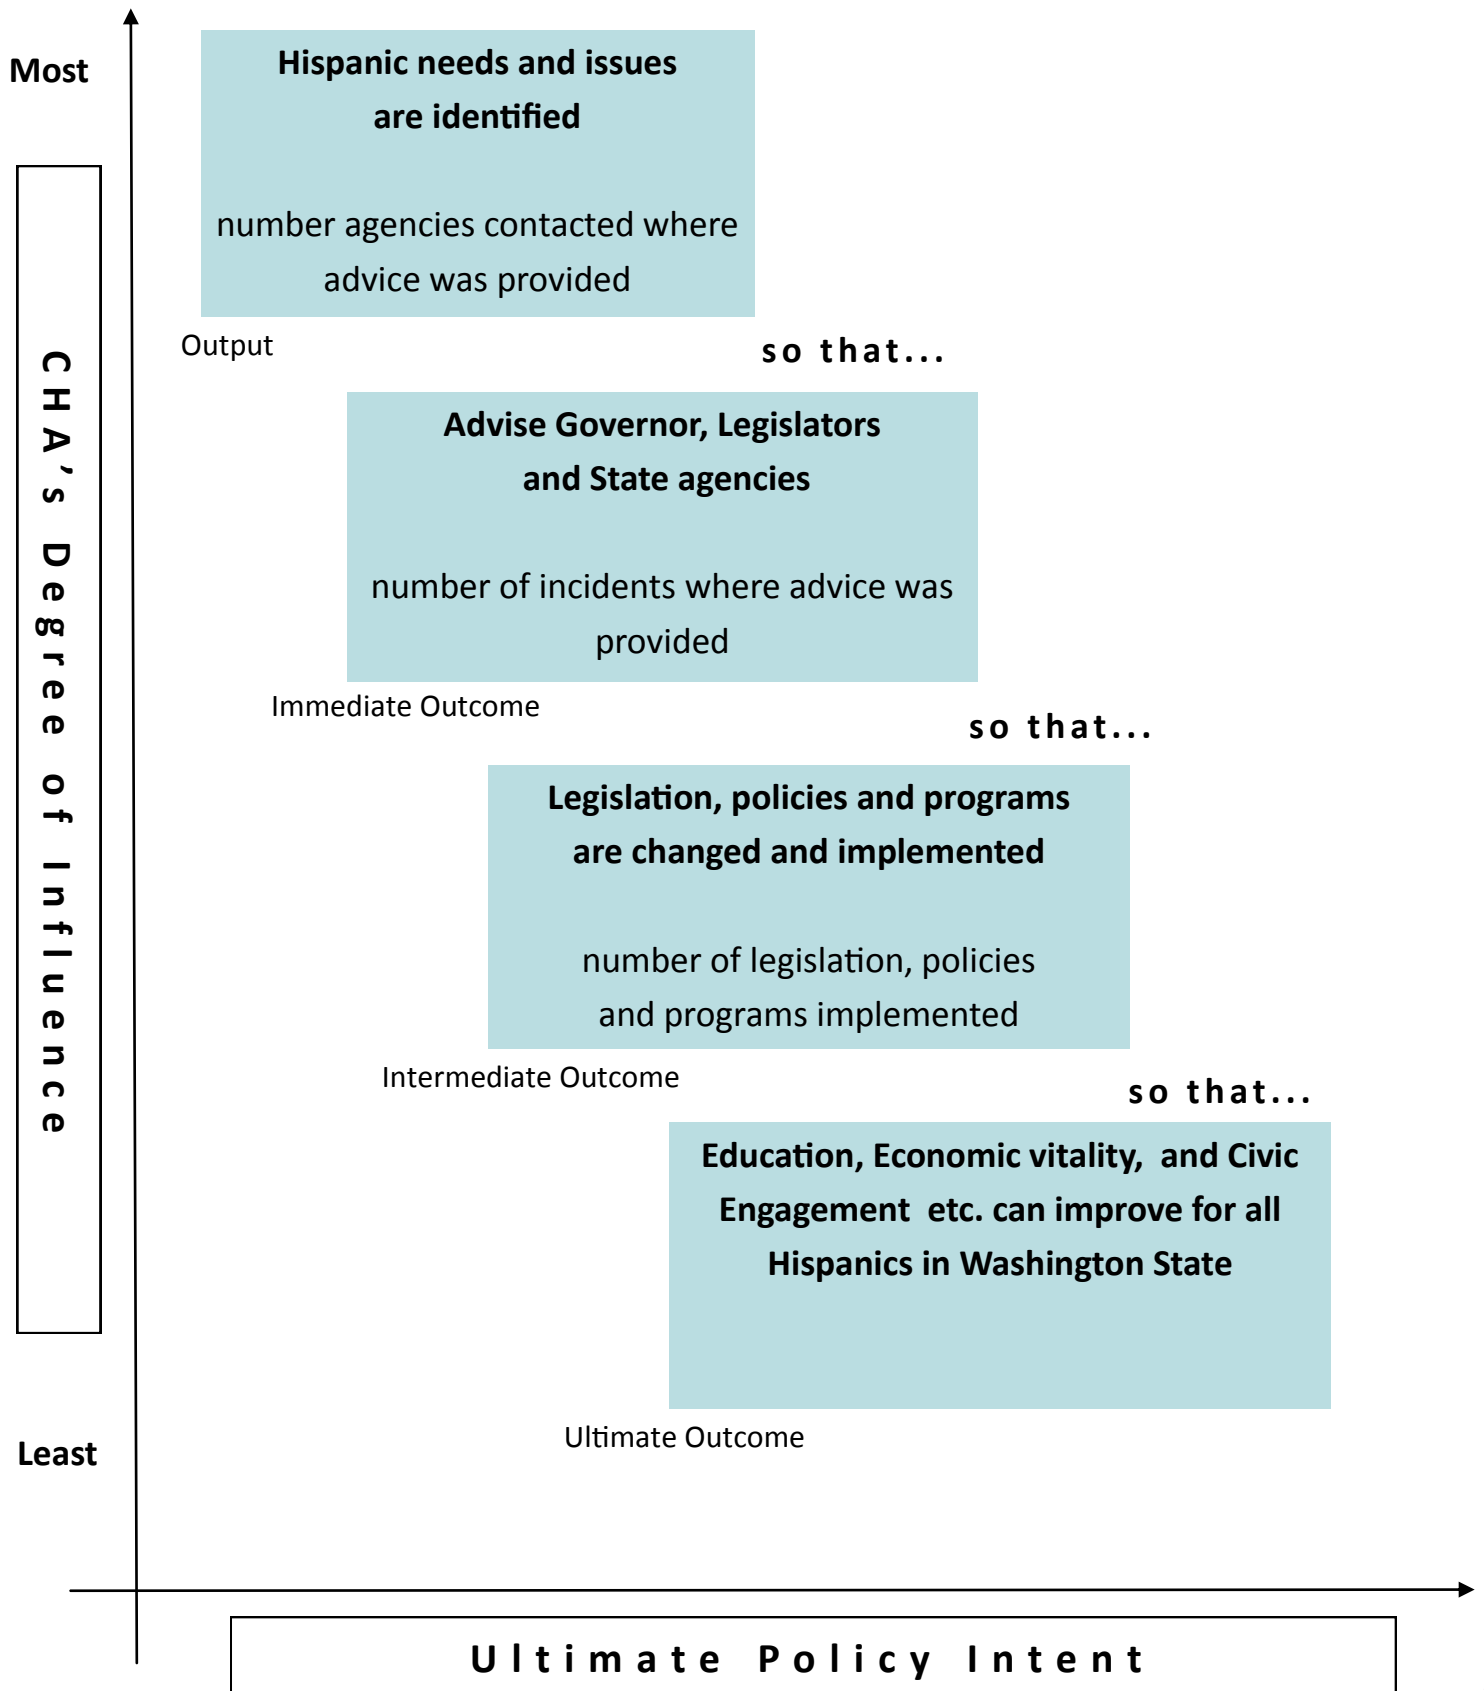 Most
Hispanic needs and issues
are identified
number agencies contacted where
advice was provided
Output
so that...
CHA's Degree of Influence
Advise Governor, Legislators
and State agencies
number of incidents where advice was
provided
Immediate Outcome
so that...
Legislation, policies and programs
are changed and implemented
number of legislation, policies
and programs implemented
Intermediate Outcome
so that...
Education, Economic vitality,  and Civic
Engagement  etc. can improve for all
Hispanics in Washington State
Ultimate Outcome
Least
Ultimate Policy Intent